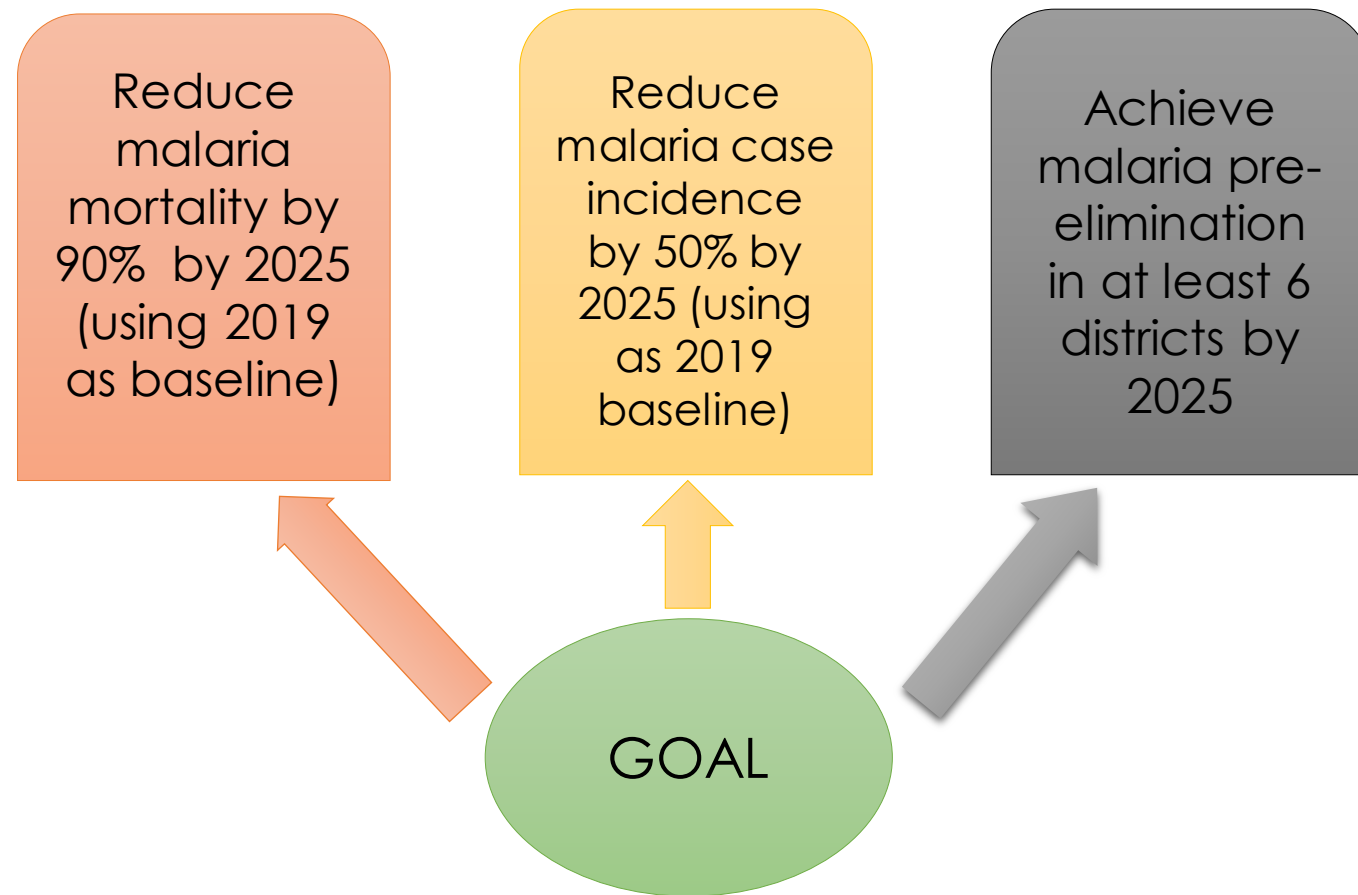 Reduce
malaria
mortality by
90%  by 2025
(using 2019
as baseline)
Reduce
malaria case
incidence
by 50% by
2025 (using
as 2019
baseline)
Achieve
malaria pre-
elimination
in at least 6
districts by
2025
GOAL